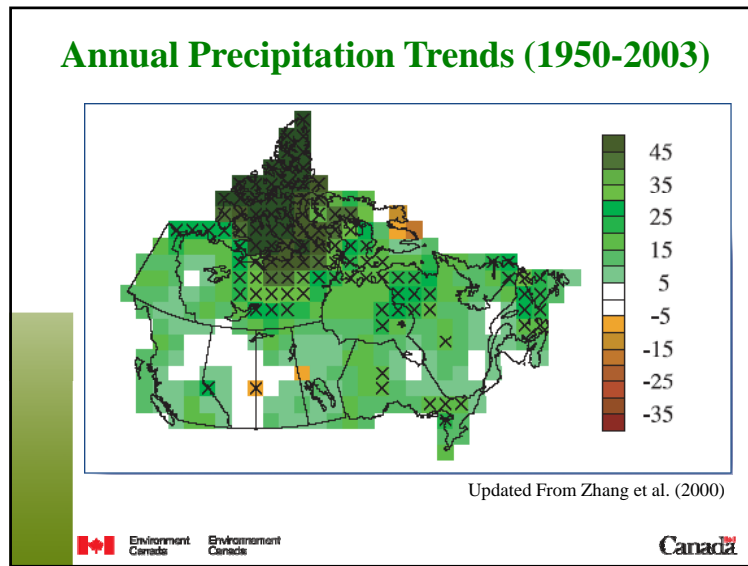 Annual Precipitation Trends (1950-2003)
45
35
25
15
5
-5
-15
-25
-35
Updated From Zhang et al. (2000)
Environment Environnement
Canada Canada
Canada